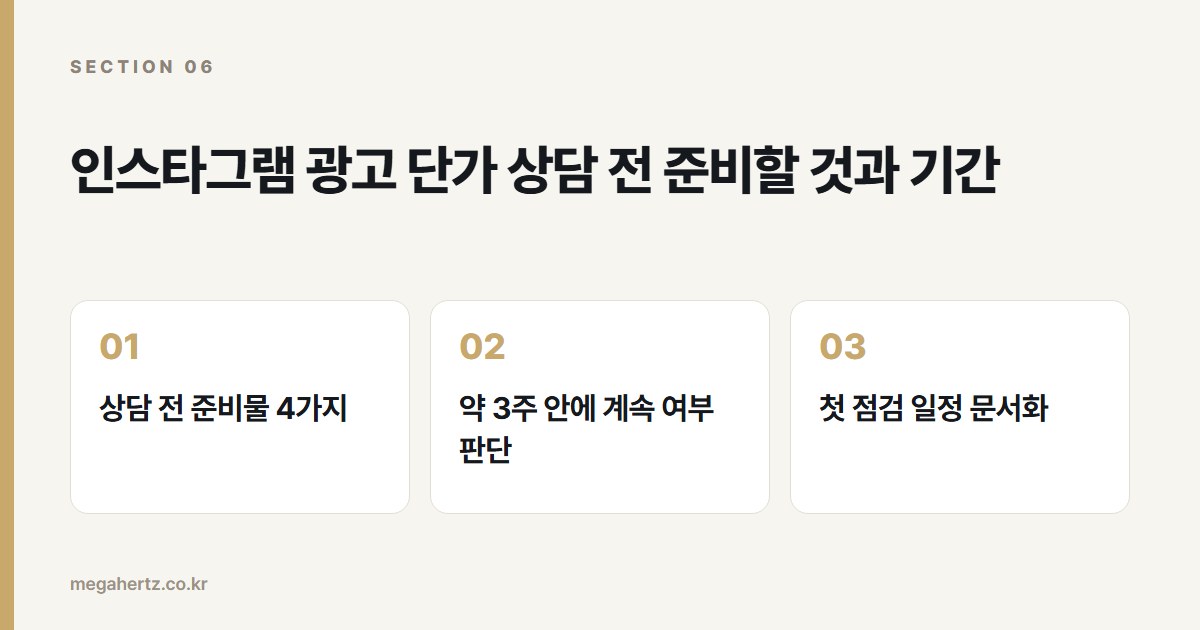 SECTION 06
인스타그램 광고 단가 상담 전 준비할 것과 기간
01
상담 전 준비물 4가지
02
약 3주 안에 계속 여부
판단
03
첫 점검 일정 문서화
megahertz.co.kr